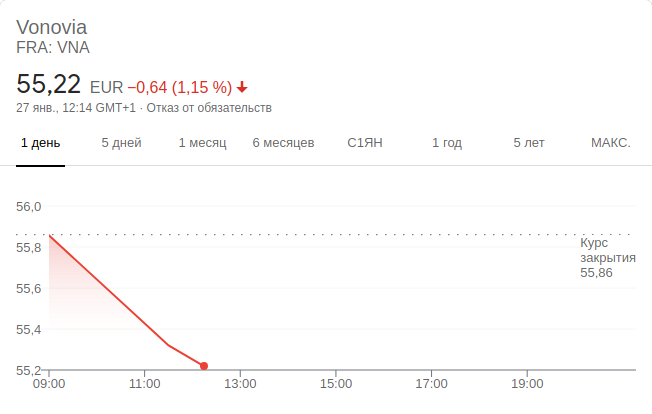 Vonovia
FRA: VNA
55,22 EUR −0,64 (1,15 %)
27 янв., 12:14 GMT+1 · Отказ от обязательств
1 день 5 дней 1 месяц 6 месяцев С1ЯН 1 год 5 лет МАКС.
56,0
55,8
55,6
55,4
55,2
Курс
закрытия
55,86
09:00 11:00 13:00 15:00 17:00 19:00